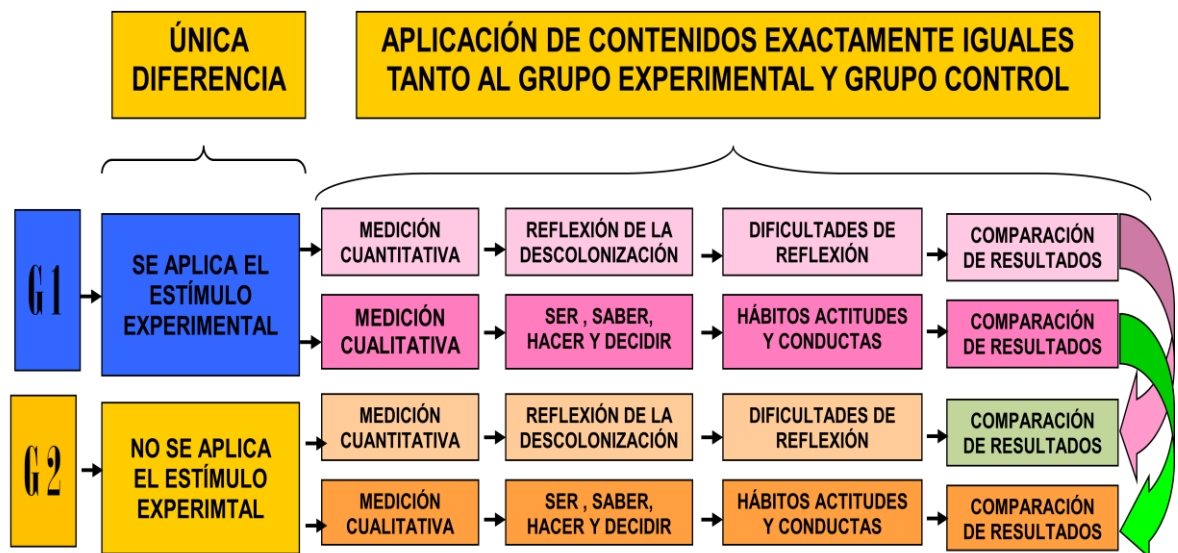 ÚNICA
DIFERENCIA
APLICACIÓN DE CONTENIDOS EXACTAMENTE IGUALES
TANTO AL GRUPO EXPERIMENTAL Y GRUPO CONTROL
G1
SE APLICA EL
ESTÍMULO
EXPERIMENTAL
MEDICIÓN
CUANTITATIVA
REFLEXIÓN DE LA
DESCOLONIZACIÓN
DIFICULTADES DE
REFLEXIÓN
COMPARACIÓN
DE RESULTADOS
MEDICIÓN
CUALITATIVA
SER , SABER,
HACER Y DECIDIR
HÁBITOS ACTITUDES
Y CONDUCTAS
COMPARACIÓN
DE RESULTADOS
G2
NO SE APLICA
EL ESTÍMULO
EXPERIMTAL
MEDICIÓN
CUANTITATIVA
REFLEXIÓN DE LA
DESCOLONIZACIÓN
DIFICULTADES DE
REFLEXIÓN
COMPARACIÓN
DE RESULTADOS
MEDICIÓN
CUALITATIVA
SER , SABER,
HACER Y DECIDIR
HÁBITOS ACTITUDES
Y CONDUCTAS
COMPARACIÓN
DE RESULTADOS